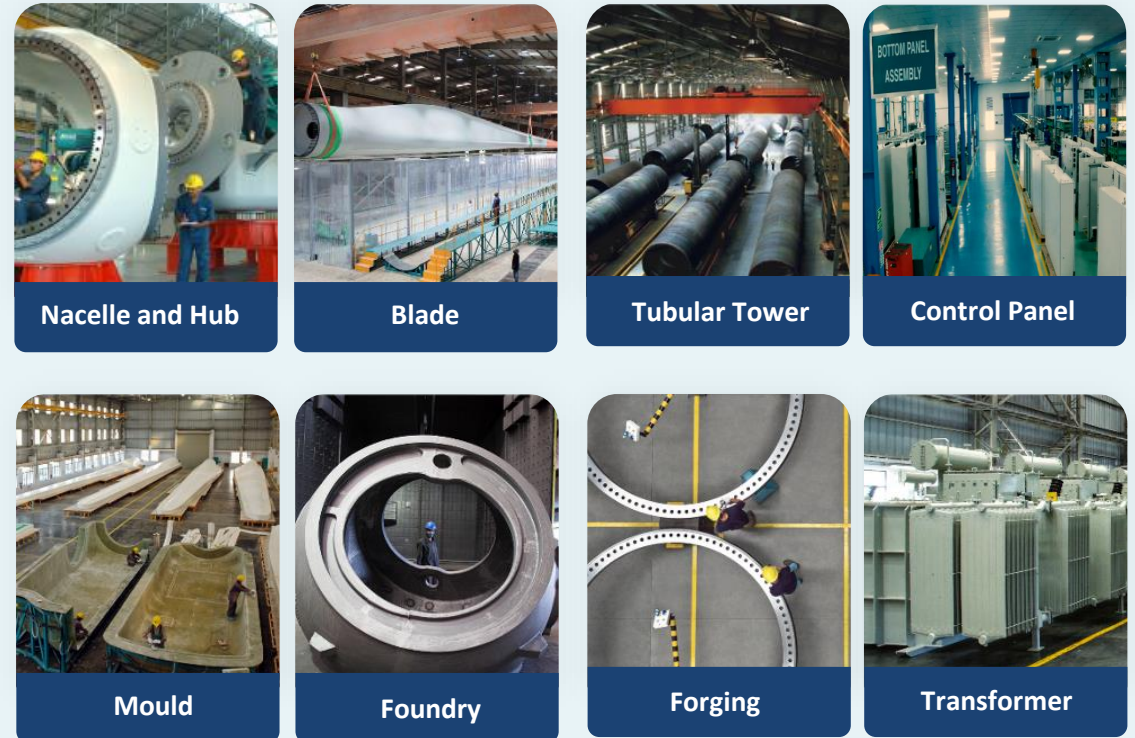 BOTTOM PANEL
ASSEMBLY
Nacelle and Hub
Blade
Tubular Tower
Control Panel
Mould
Foundry
Forging
Transformer